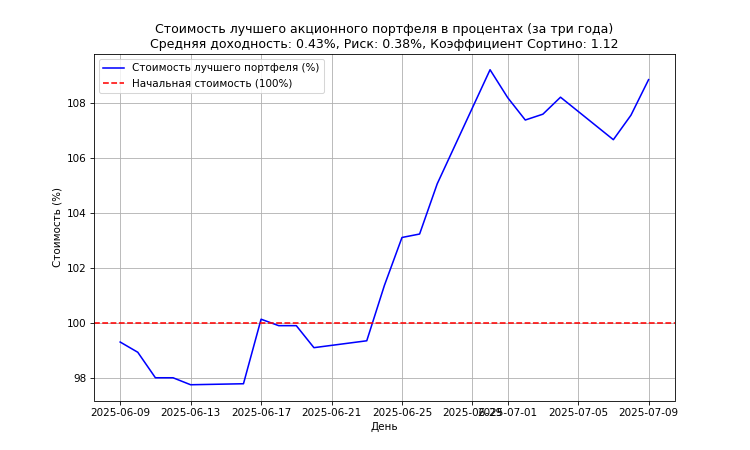 Стоимость лучшего акционного портфеля в процентах (за три года)
Средняя доходность: 0.43%, Риск: 0.38%, Коэффициент Сортино: 1.12
Стоимость лучшего портфеля (%)
Начальная стоимость (100%)
Стоимость (%)
108
106
104
102
100
98
2025-06-09 2025-06-13 2025-06-17 2025-06-21 2025-06-25 2025-06-29 2025-07-01 2025-07-05 2025-07-09
День